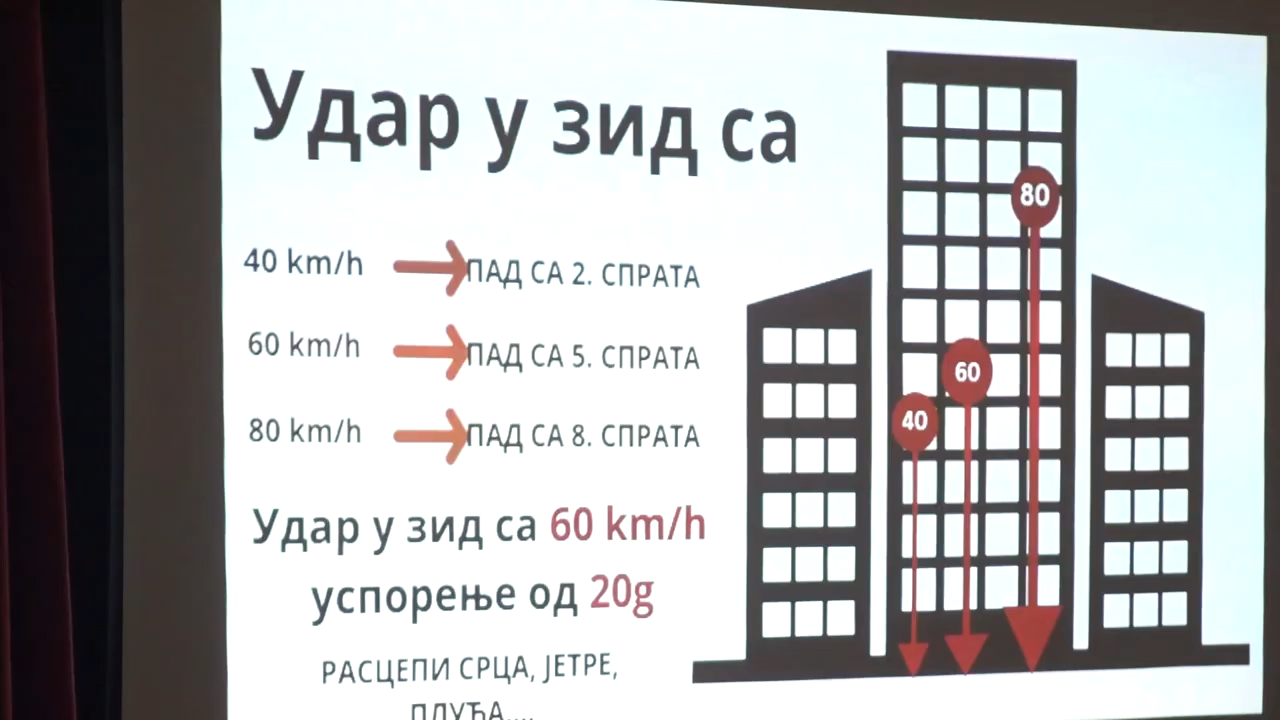 Удар у зид са
40 km/h ПАД СА 2. СПРАТА
60 km/h ПАД СА 5. СПРАТА
80 km/h ПАД СА 8. СПРАТА
Удар у зид са 60 km/h
успорење од 20g
РАСЦЕПИ СРЦА, ЈЕТРЕ,
ПЛУЋА....
80
60
40